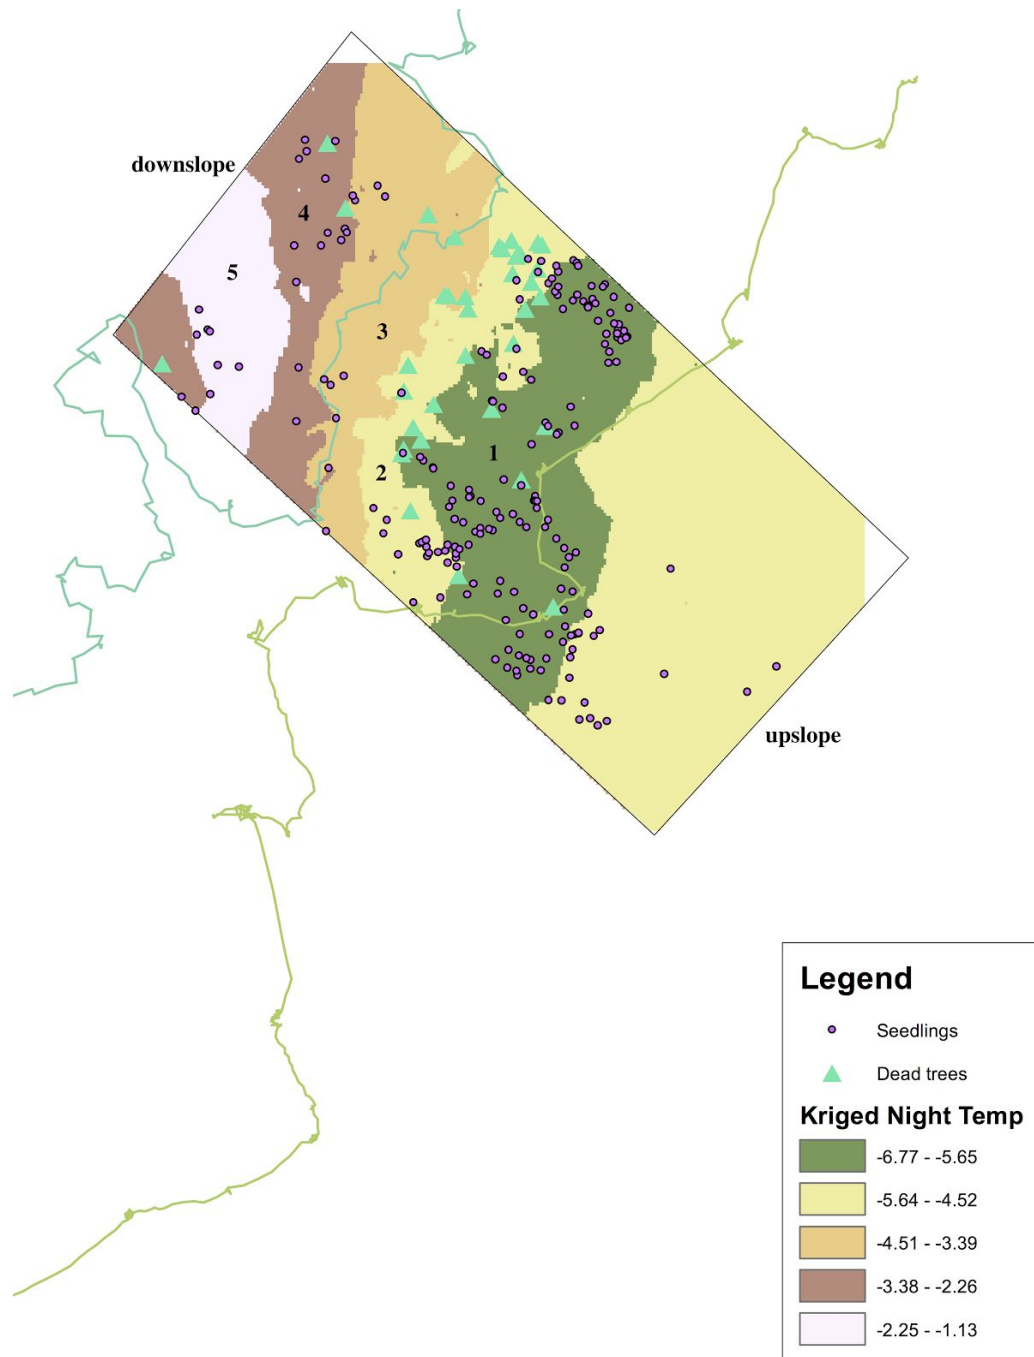 downslope
4
5
3
1
2
upslope
Legend
Seedlings
Dead trees
Kriged Night Temp
-6.77 - -5.65
-5.64 - -4.52
-4.51 - -3.39
-3.38 - -2.26
-2.25 - -1.13